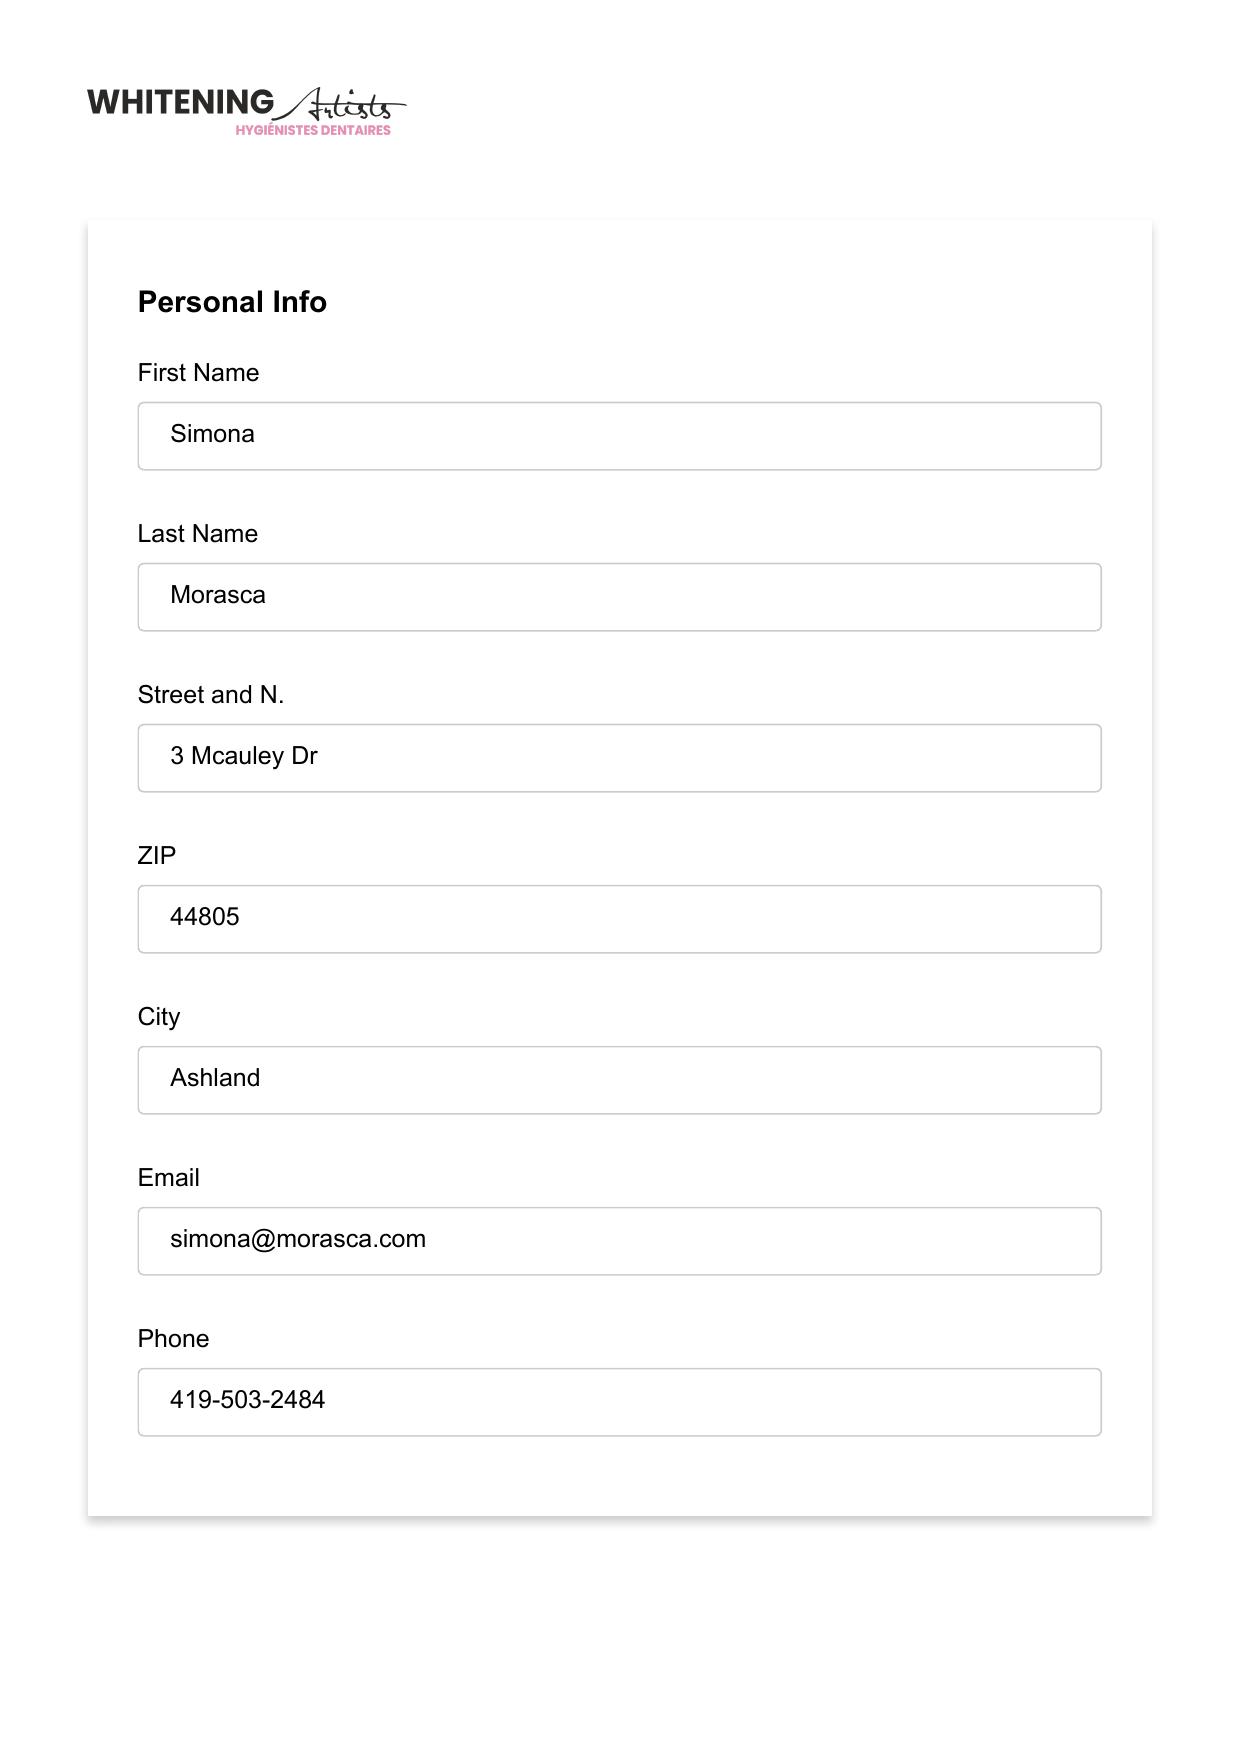 WHITENING Artists
HYGIÉNISTES DENTAIRES
Personal Info
First Name
Simona
Last Name
Morasca
Street and N.
3 Mcauley Dr
ZIP
44805
City
Ashland
Email
simona@morasca.com
Phone
419-503-2484